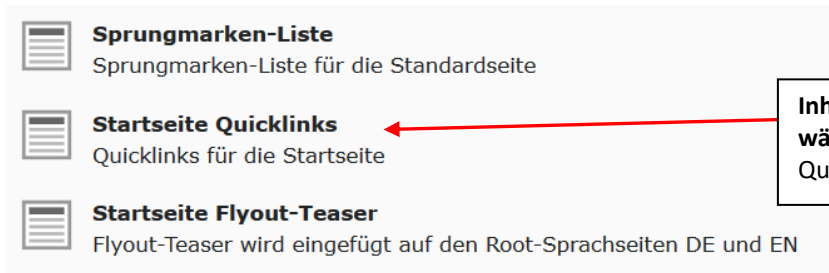 Sprungmarken-Liste
Sprungmarken-Liste für die Standardseite
Startseite Quicklinks
Quicklinks für die Startseite
Startseite Flyout-Teaser
Flyout-Teaser wird eingefügt auf den Root-Sprachseiten DE und EN